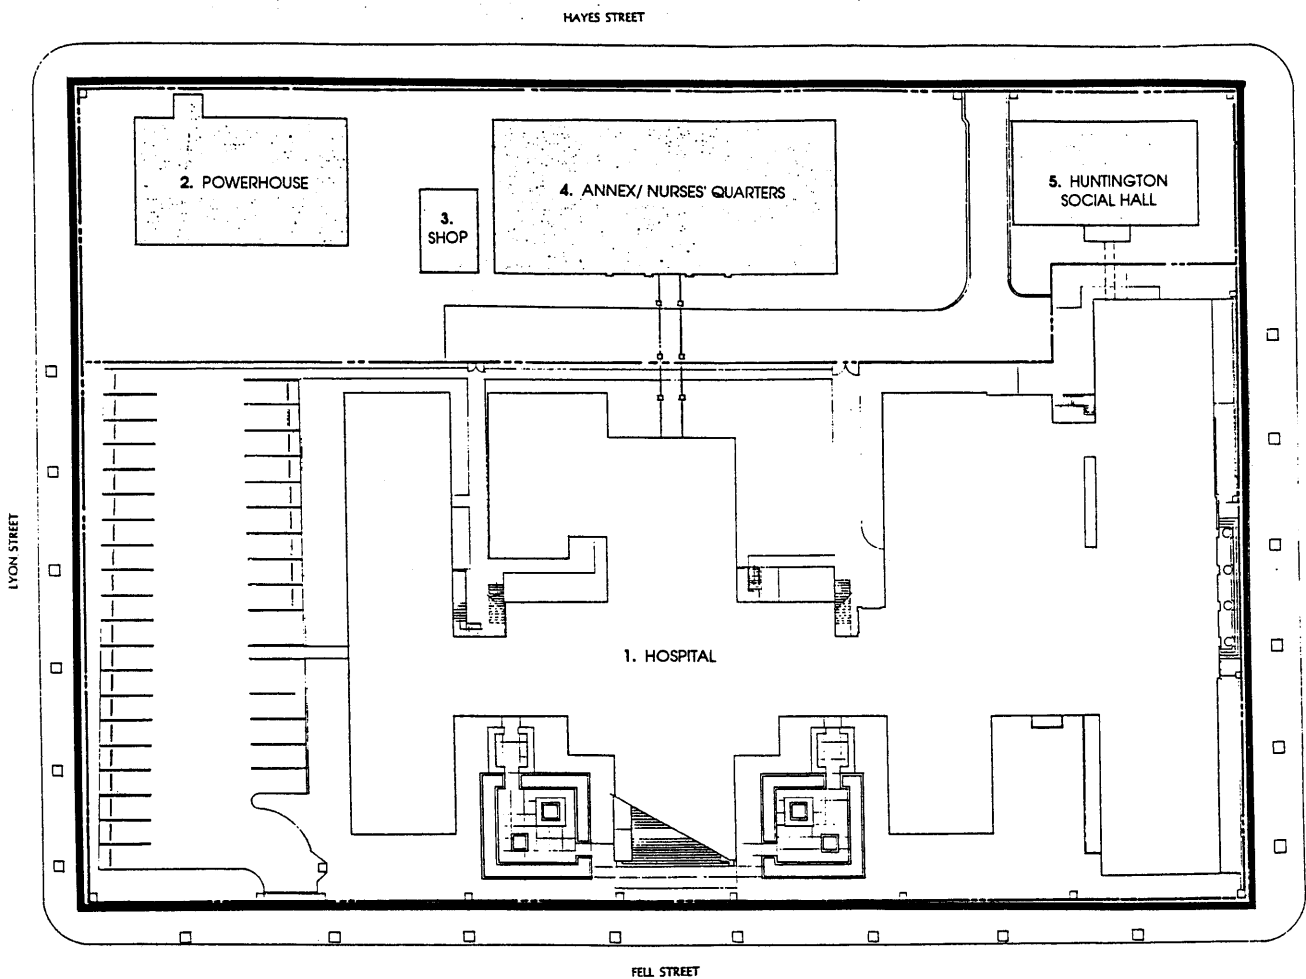 HAYES STREET
2. POWERHOUSE
3.
SHOP
4. ANNEX/ NURSES' QUARTERS
5. HUNTINGTON
SOCIAL HALL
LYON STREET
1. HOSPITAL
FELL STREET